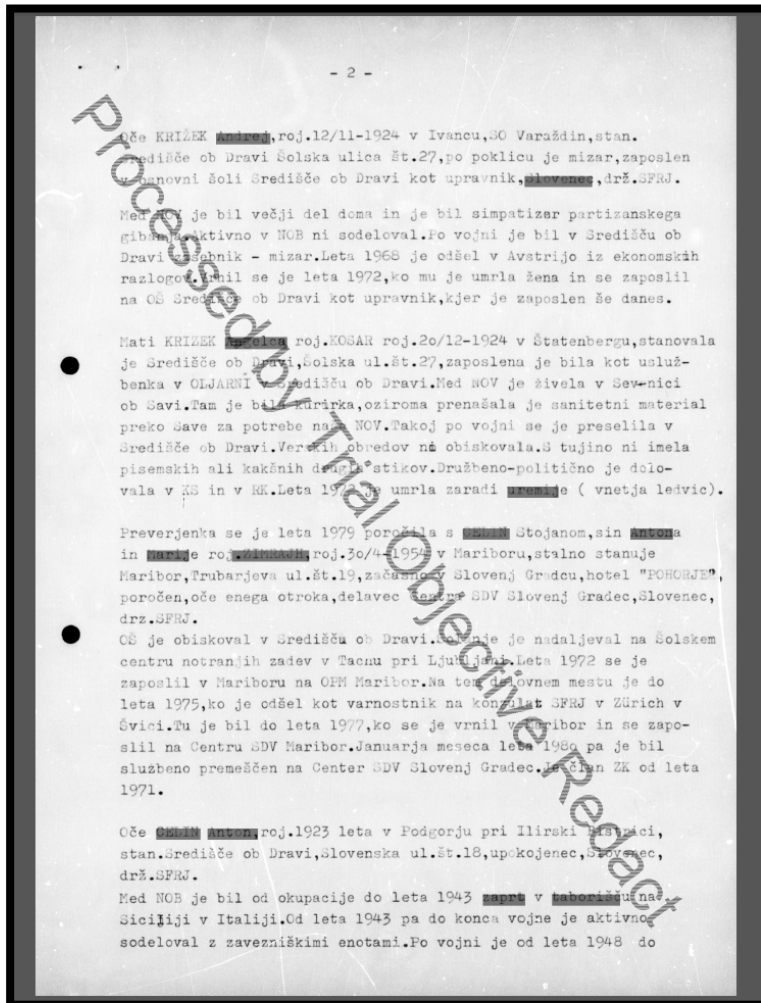 - 2 -
Oče KRIŽEK Andrej,roj.12/11-1924 v Ivancu,SO Varaždin,stan.
Središče ob Dravi Šolska ulica št.27,po poklicu je mizar,zaposlen
v osnovni šoli Središče ob Dravi kot upravnik,Slovenec,drž.SFRJ.
Med NOV je bil večji del doma in je bil simpatizer partizanskega
gibanja.Aktivno v NOB ni sodeloval.Po vojni je bil v Središču ob
Dravi zasebnik - mizar.Leta 1968 je odšel v Avstrijo iz ekonomskih
razlogov.Vrnil se je leta 1972,ko mu je umrla žena in se zaposlil
na OŠ Središče ob Dravi kot upravnik,kjer je zaposlen še danes.
Mati KRIZEK Angelca roj.KOSAR roj.20/12-1924 v Štatenbergu,stanovala
je Središče ob Dravi,Šolska ul.št.27,zaposlena je bila kot usluž-
benka v OLJARNI v Središču ob Dravi.Med NOV je živela v Sevnici
ob Savi.Tam je bila kurirka,oziroma prenašala je sanitetni material
preko Save za potrebe naše NOV.Takoj po vojni se je preselila v
Središče ob Dravi.Verskih obredov ni obiskovala.S tujino ni imela
pisemskih ali kakšnih drugih stikov.Družbeno-politično je delo-
vala v KS in v RK.Leta 1972 je umrla zaradi uremije ( vnetja ledvic).
Preverjenka se je leta 1979 poročila s CEBIN Stojanom,sin Antona
in Marije roj.ZIMRAJH,roj.30/4-1954 v Mariboru,stalno stanuje
Maribor,Trubarjeva ul.št.19,začasno v Slovenj Gradcu,hotel "POHORJE",
poročen,oče enega otroka,delavec Centra SDV Slovenj Gradec,Slovenec,
drz.SFRJ.
OŠ je obiskoval v Središču ob Dravi.Šolanje je nadaljeval na Šolskem
centru notranjih zadev v Tacnu pri Ljubljani.Leta 1972 se je
zaposlil v Mariboru na OPM Maribor.Na tem delovnem mestu je do
leta 1975,ko je odšel kot varnostnik na konzulat SFRJ v Zürich v
Švici.Tu je bil do leta 1977,ko se je vrnil v Maribor in se zapo-
slil na Centru SDV Maribor.Januarja meseca leta 1980 pa je bil
službeno premeščen na Center SDV Slovenj Gradec.Je član ZK od leta
1971.
Oče CEBIN Anton,roj.1923 leta v Podgorju pri Ilirski Bistrici,
stan.Središče ob Dravi,Slovenska ul.št.18,upokojenec,Slovenec,
drž.SFRJ.
Med NOB je bil od okupacije do leta 1943 zaprt v taborišču na
Siciliji v Italiji.Od leta 1943 pa do konca vojne je aktivno
sodeloval z zavezniškimi enotami.Po vojni je od leta 1948 do
Processed by Trial Objective Redact